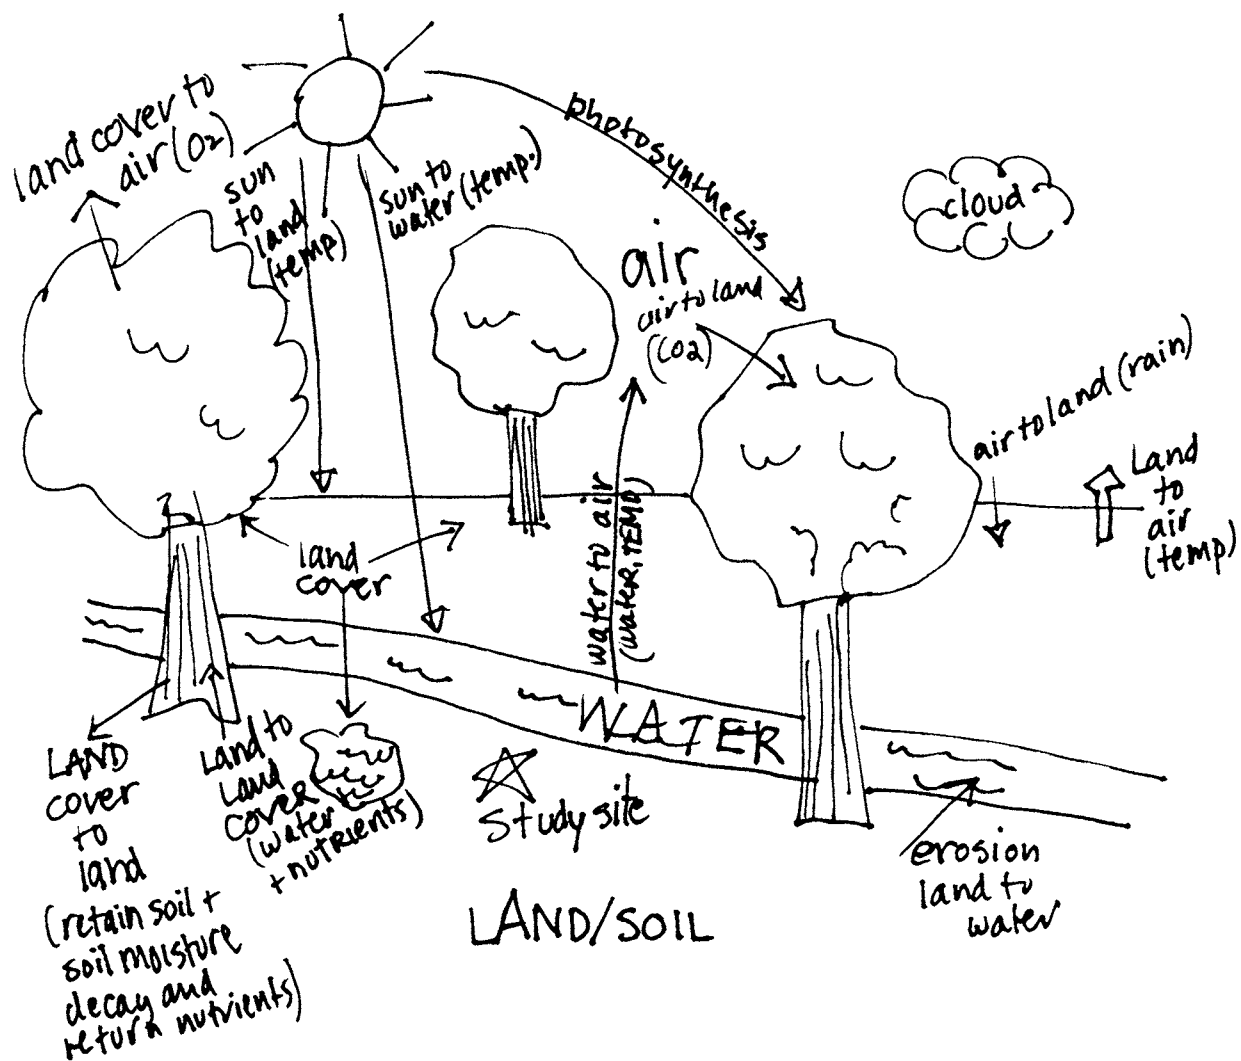 land cover to
air (O2)
sun
to
land
(temp)
sun to
water (temp.)
photosynthesis
cloud
air
air to land
(CO2)
air to land (rain)
Land
to
air
(temp)
land
cover
water to air
(water, TEMP)
WATER
LAND
cover
to
land
(retain soil +
soil moisture
decay and
return nutrients)
Land to
Land
COVER
(water
+ nutrients)
Study site
erosion
land to
water
LAND/SOIL